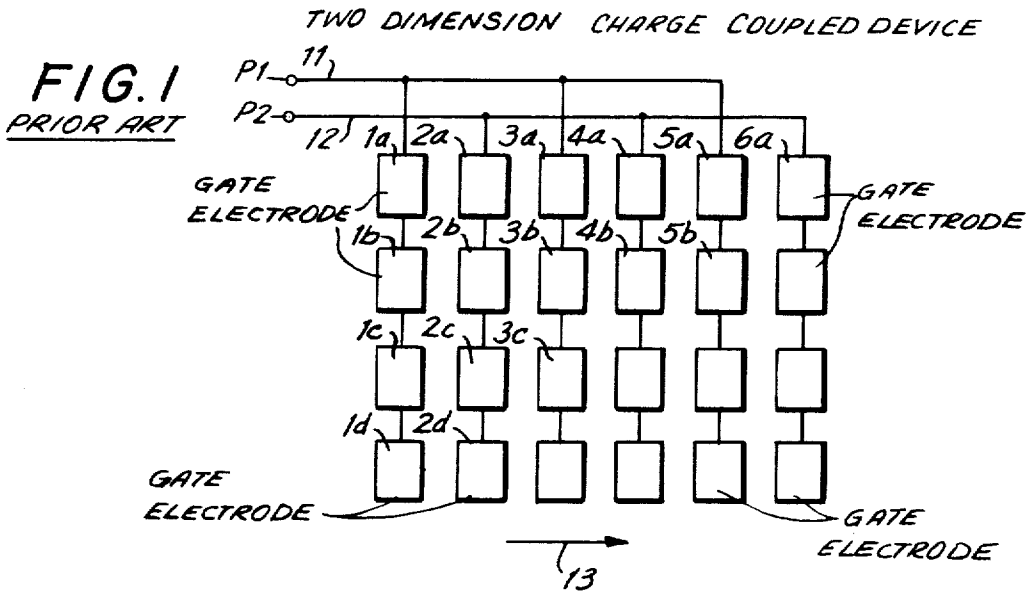 TWO DIMENSION CHARGE COUPLED DEVICE
FIG. 1
PRIOR ART
P1 11
P2 12
1a 2a 3a 4a 5a 6a
GATE
ELECTRODE
GATE
ELECTRODE
1b 2b 3b 4b 5b
1c 2c 3c
1d 2d
GATE
ELECTRODE
GATE
ELECTRODE
13